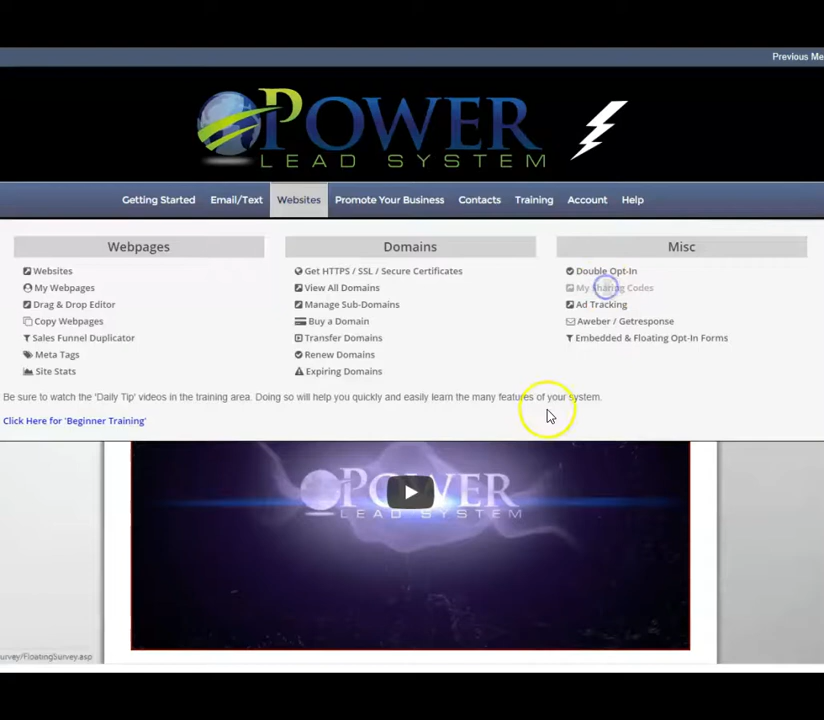 Previous Me
POWER
LEAD SYSTEM
Getting Started Email/Text Websites Promote Your Business Contacts Training Account Help
Webpages
Websites
My Webpages
Drag & Drop Editor
Copy Webpages
Sales Funnel Duplicator
Meta Tags
Site Stats
Domains
Get HTTPS / SSL / Secure Certificates
View All Domains
Manage Sub-Domains
Buy a Domain
Transfer Domains
Renew Domains
Expiring Domains
Misc
Double Opt-In
My Sharing Codes
Ad Tracking
Aweber / Getresponse
Embedded & Floating Opt-In Forms
Be sure to watch the 'Daily Tip' videos in the training area. Doing so will help you quickly and easily learn the many features of your system.
Click Here for 'Beginner Training'
POWER
LEAD SYSTEM
urvey/FloatingSurvey.asp